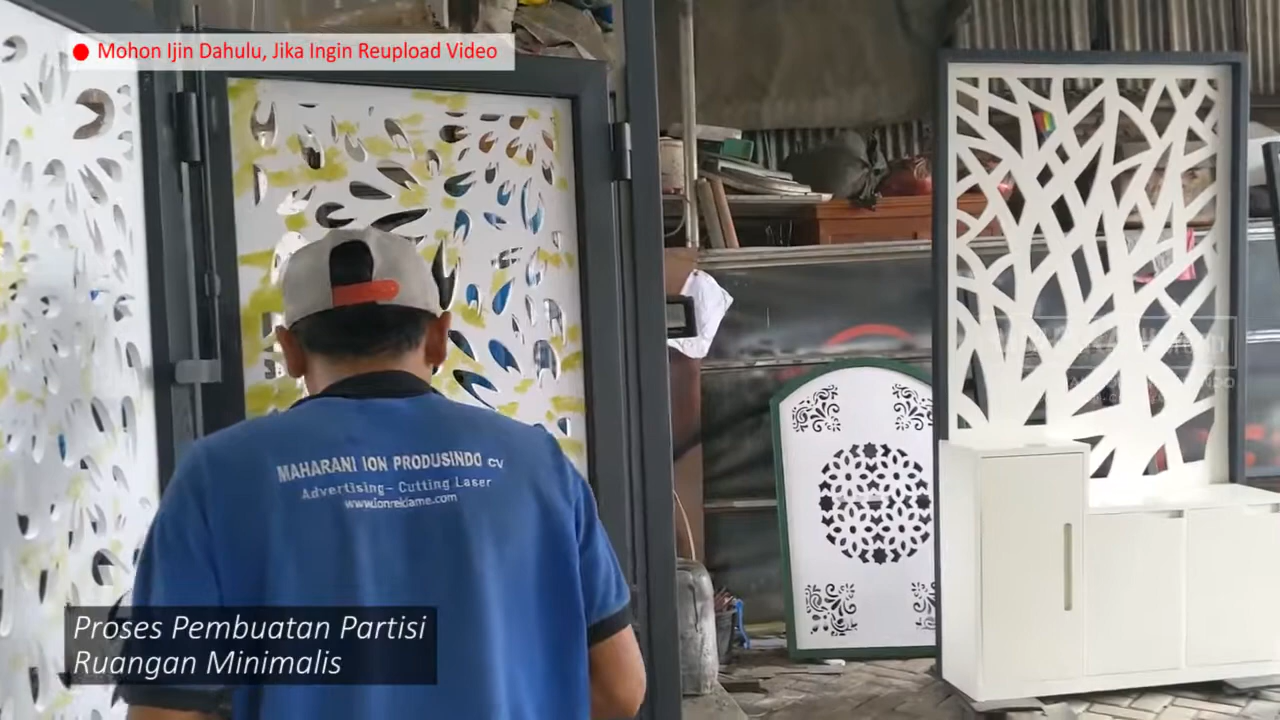 Mohon Ijin Dahulu, Jika Ingin Reupload Video
MAHARANI ION PRODUSINDO CV
Advertising - Cutting Laser
www.ionreklame.com
Proses Pembuatan Partisi
Ruangan Minimalis